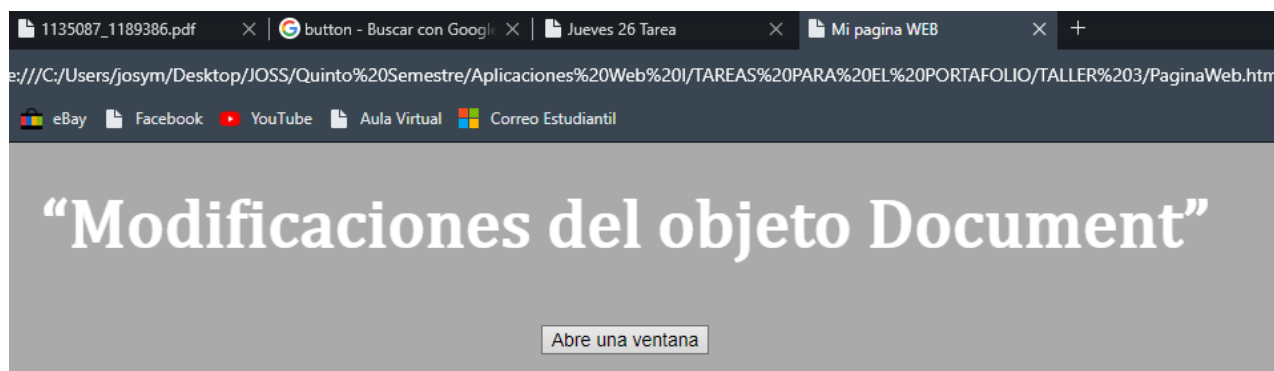 1135087_1189386.pdf
button - Buscar con Google
Jueves 26 Tarea
Mi pagina WEB
e:///C:/Users/josym/Desktop/JOSS/Quinto%20Semestre/Aplicaciones%20Web%20I/TAREAS%20PARA%20EL%20PORTAFOLIO/TALLER%203/PaginaWeb.htm
eBay
Facebook
YouTube
Aula Virtual
Correo Estudiantil
“Modificaciones del objeto Document”
Abre una ventana